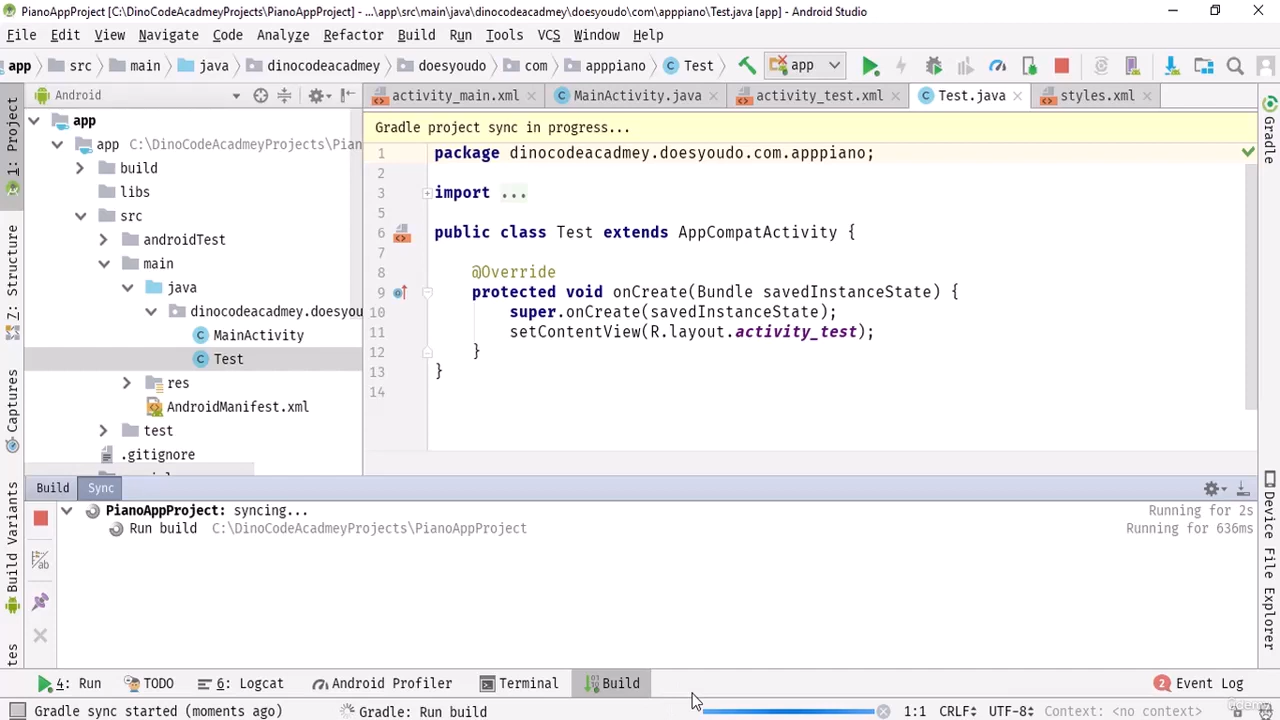 PianoAppProject [C:\DinoCodeAcadmeyProjects\PianoAppProject] - ...\app\src\main\java\dinocodeacadmey\doesyoudo\com\apppiano\Test.java [app] - Android Studio
File Edit View Navigate Code Analyze Refactor Build Run Tools VCS Window Help
app src main java dinocodeacadmey doesyoudo com apppiano Test app
1: Project
Android
activity_main.xml MainActivity.java activity_test.xml Test.java styles.xml
Gradle
app
app C:\DinoCodeAcadmeyProjects\Pian
build
libs
src
androidTest
main
java
dinocodeacadmey.doesyou
MainActivity
Test
res
AndroidManifest.xml
test
.gitignore
Gradle project sync in progress...
1 package dinocodeacadmey.doesyoudo.com.apppiano;
2
3 import ...
5
6 public class Test extends AppCompatActivity {
7
8 @Override
9 protected void onCreate(Bundle savedInstanceState) {
10 super.onCreate(savedInstanceState);
11 setContentView(R.layout.activity_test);
12 }
13 }
14
7: Structure
Captures
Build Variants
Device File Explorer
Build Sync
PianoAppProject: syncing... Running for 2s
Run build C:\DinoCodeAcadmeyProjects\PianoAppProject Running for 636ms
4: Run TODO 6: Logcat Android Profiler Terminal Build 2 Event Log
Gradle sync started (moments ago) Gradle: Run build 1:1 CRLF UTF-8 Context: <no context>